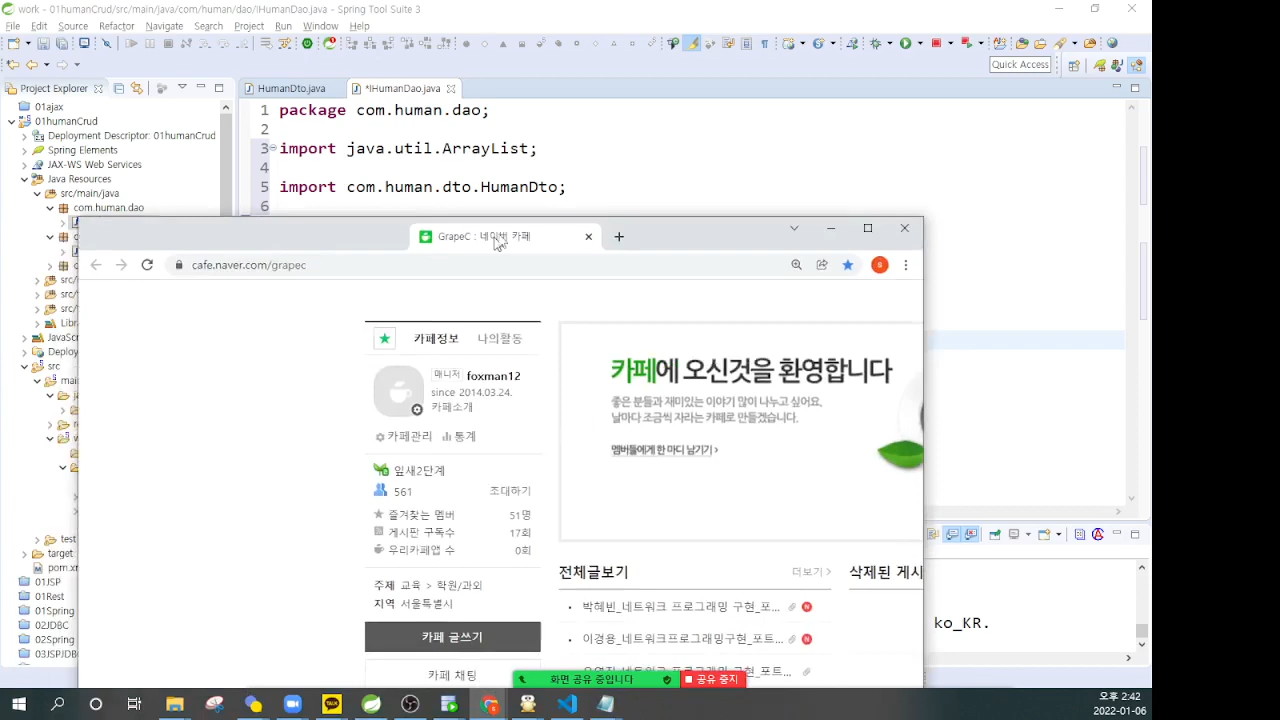 work - 01humanCrud/src/main/java/com/human/dao/IHumanDao.java - Spring Tool Suite 3
File Edit Source Refactor Navigate Search Project Run Window Help
Quick Access
Project Explorer
HumanDto.java
*IHumanDao.java
01ajax
01humanCrud
Deployment Descriptor: 01humanCrud
Spring Elements
JAX-WS Web Services
Java Resources
src/main/java
com.human.dao
src/
src/
src/
src/
Libr
JavaScr
Deploy
src
main
test
target
pom.xm
01JSP
01Rest
01Spring
02JDBC
02Spring
03JSPJDBC
1 package com.human.dao;
2
3 import java.util.ArrayList;
4
5 import com.human.dto.HumanDto;
6
GrapeC : 네이버 카페
cafe.naver.com/grapec
s
카페정보 나의활동
매니저 foxman12
since 2014.03.24.
카페소개
카페관리 통계
잎새2단계
561 초대하기
즐겨찾는 멤버 51명
게시판 구독수 17회
우리카페앱 수 0회
주제 교육 > 학원/과외
지역 서울특별시
카페 글쓰기
카페 채팅
카페에 오신것을 환영합니다
좋은 분들과 재미있는 이야기 많이 나누고 싶어요.
날마다 조금씩 자라는 카페로 만들겠습니다.
멤버들에게 한 마디 남기기 >
전체글보기 더보기 >
삭제된 게시
박혜빈_네트워크 프로그래밍 구현_포... N
이경용_네트워크프로그래밍구현_포트... N
ko_KR.
화면 공유 중입니다 공유 중지
TALK
오후 2:42
2022-01-06